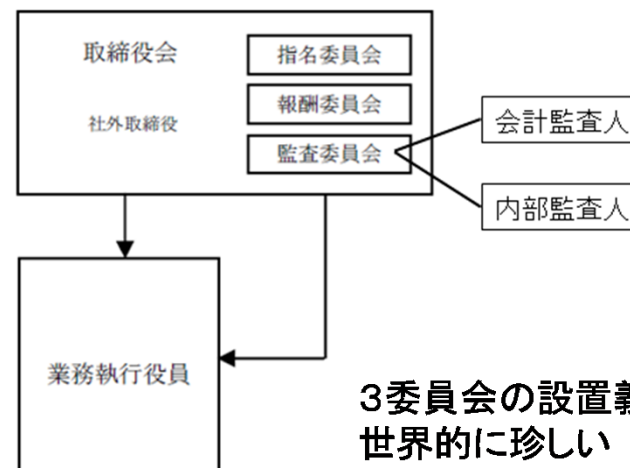 取締役会
社外取締役
指名委員会
報酬委員会
監査委員会
会計監査人
内部監査人
業務執行役員
3委員会の設置義
世界的に珍しい